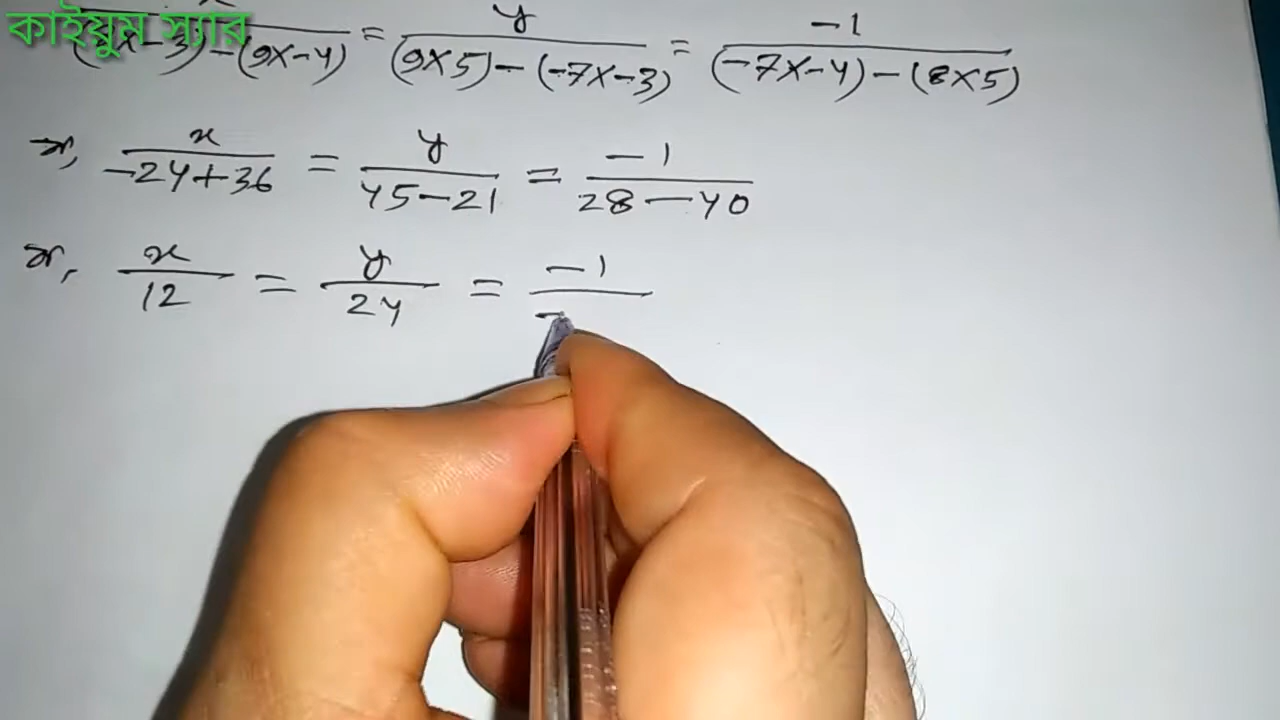 কাইয়ুম স্যার
x/((8×-3)-(9×-4)) = y/((9×5)-(-7×-3)) = -1/((-7×-4)-(8×5))
বা, x/(-24+36) = y/(45-21) = -1/(28-40)
বা, x/12 = y/24 = -1/-